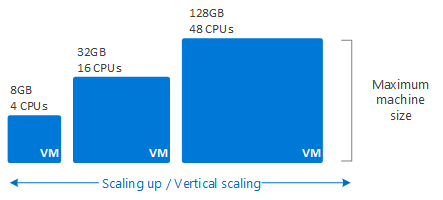 128GB
48 CPUs
32GB
16 CPUs
8GB
4 CPUs
Maximum
machine
size
VM
VM
VM
Scaling up / Vertical scaling